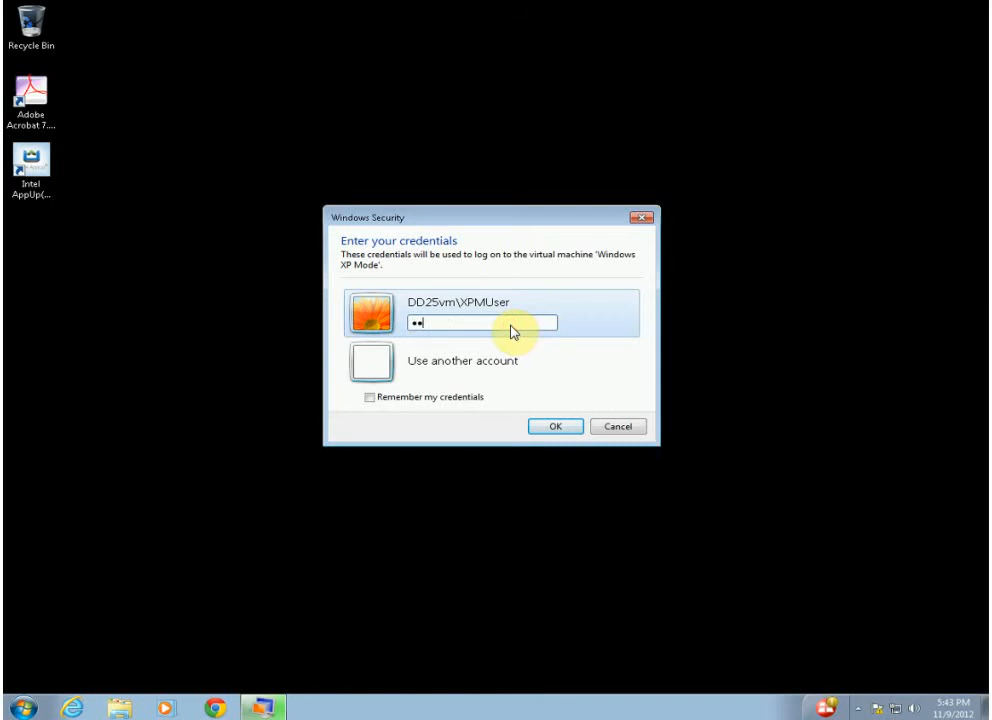 Recycle Bin
Adobe
Acrobat 7....
Intel
AppUp(...
Windows Security
Enter your credentials
These credentials will be used to log on to the virtual machine 'Windows
XP Mode'.
DD25vm\XPMUser
••
Use another account
Remember my credentials
OK
Cancel
5:43 PM
11/9/2012